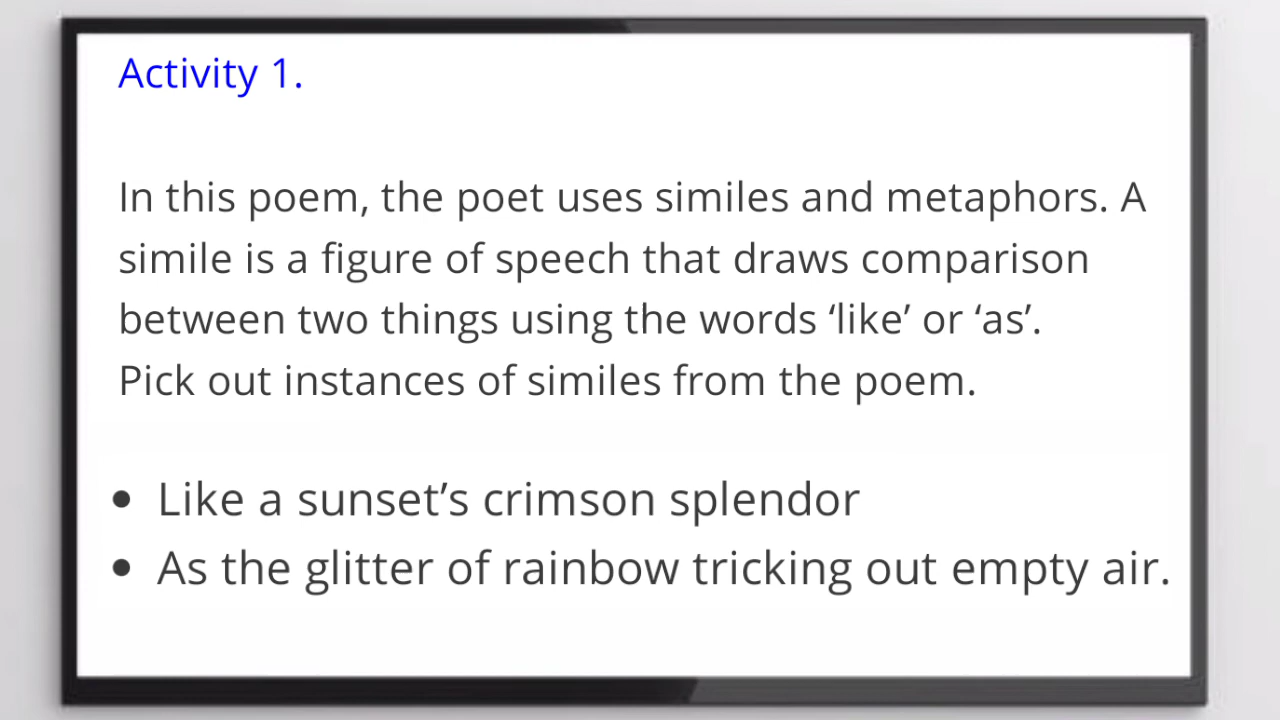 Activity 1.
In this poem, the poet uses similes and metaphors. A
simile is a figure of speech that draws comparison
between two things using the words ‘like’ or ‘as’.
Pick out instances of similes from the poem.
• Like a sunset’s crimson splendor
• As the glitter of rainbow tricking out empty air.